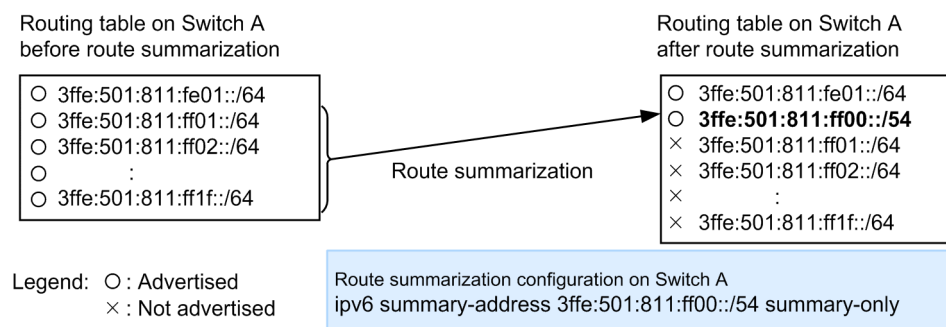 Routing table on Switch A
before route summarization
○ 3ffe:501:811:fe01::/64
○ 3ffe:501:811:ff01::/64
○ 3ffe:501:811:ff02::/64
○ :
○ 3ffe:501:811:ff1f::/64
Route summarization
Routing table on Switch A
after route summarization
○ 3ffe:501:811:fe01::/64
○ 3ffe:501:811:ff00::/54
× 3ffe:501:811:ff01::/64
× 3ffe:501:811:ff02::/64
× :
× 3ffe:501:811:ff1f::/64
Legend: ○ : Advertised
× : Not advertised
Route summarization configuration on Switch A
ipv6 summary-address 3ffe:501:811:ff00::/54 summary-only